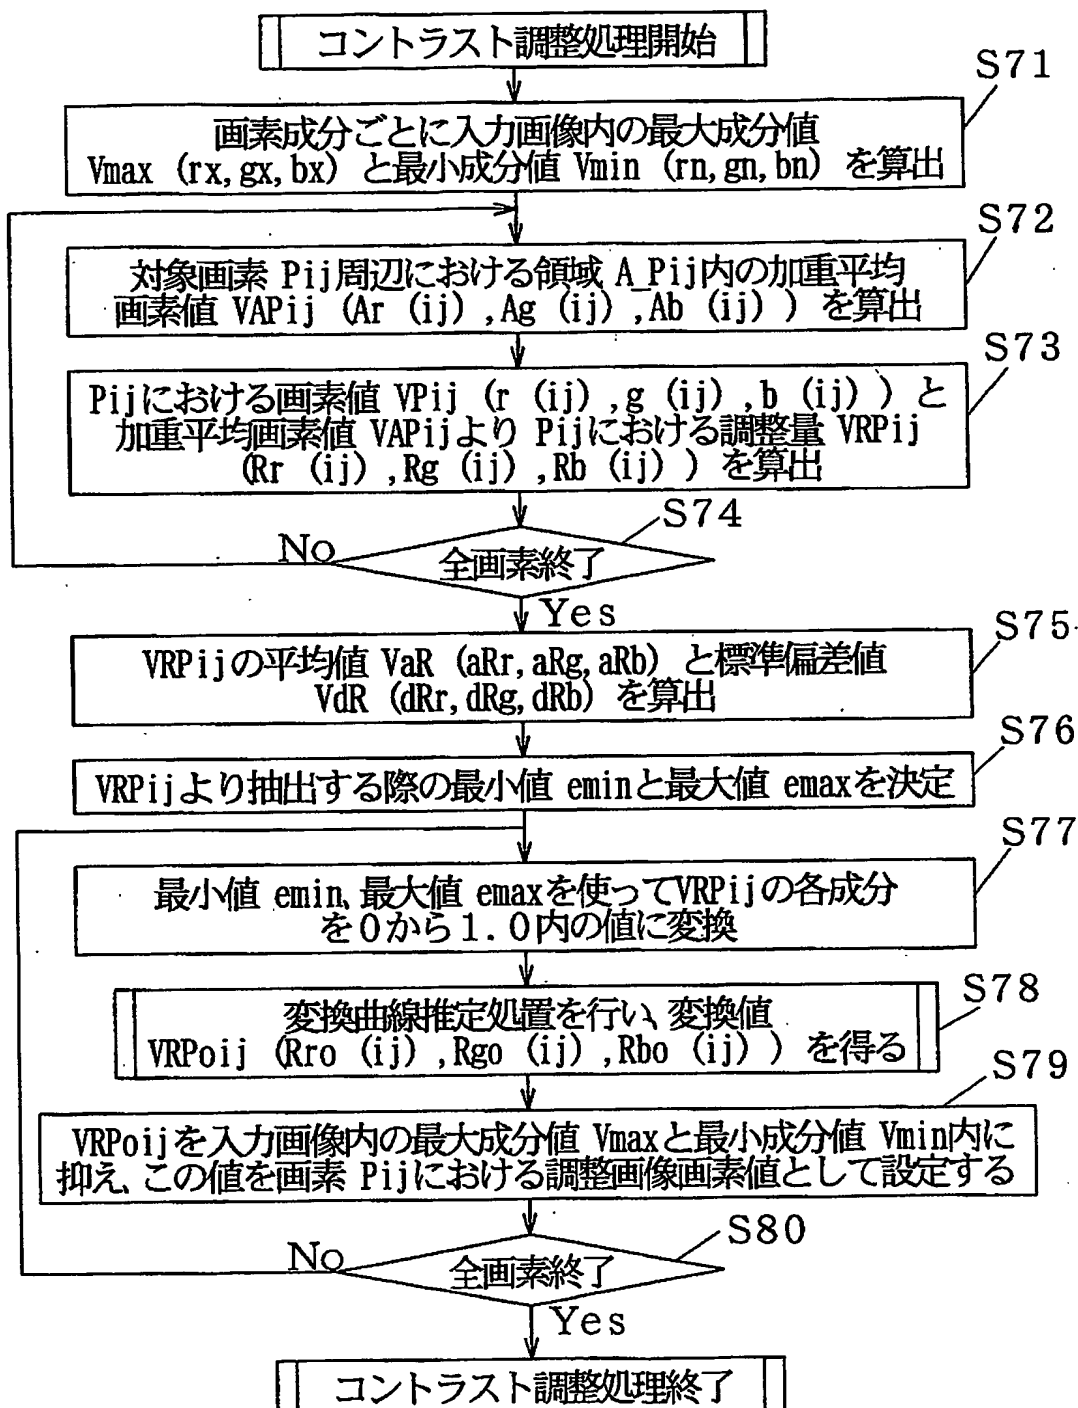 コントラスト調整処理開始
S71
画素成分ごとに入力画像内の最大成分値
Vmax (rx,gx,bx) と最小成分値 Vmin (rn,gn,bn) を算出
S72
対象画素 Pij周辺における領域 A_Pij内の加重平均
画素値 VAPij (Ar (ij) ,Ag (ij) ,Ab (ij) ) を算出
S73
Pijにおける画素値 VPij (r (ij) ,g (ij) ,b (ij) ) と
加重平均画素値 VAPijより Pijにおける調整量 VRPij
(Rr (ij) ,Rg (ij) ,Rb (ij) ) を算出
S74
No
全画素終了
Yes
S75
VRPijの平均値 VaR (aRr,aRg,aRb) と標準偏差値
VdR (dRr,dRg,dRb) を算出
S76
VRPijより抽出する際の最小値 eminと最大値 emaxを決定
S77
最小値 emin、最大値 emaxを使ってVRPijの各成分
を0から1.0内の値に変換
S78
変換曲線推定処置を行い、変換値
VRPoij (Rro (ij) ,Rgo (ij) ,Rbo (ij) ) を得る
S79
VRPoijを入力画像内の最大成分値 Vmaxと最小成分値 Vmin内に
抑え、この値を画素 Pijにおける調整画像画素値として設定する
S80
No
全画素終了
Yes
コントラスト調整処理終了